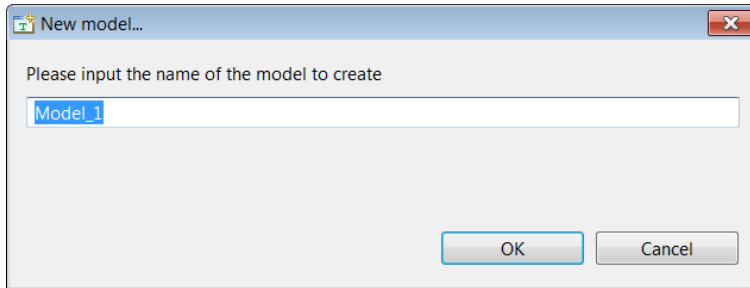 New model...
Please input the name of the model to create
Model_1
OK Cancel